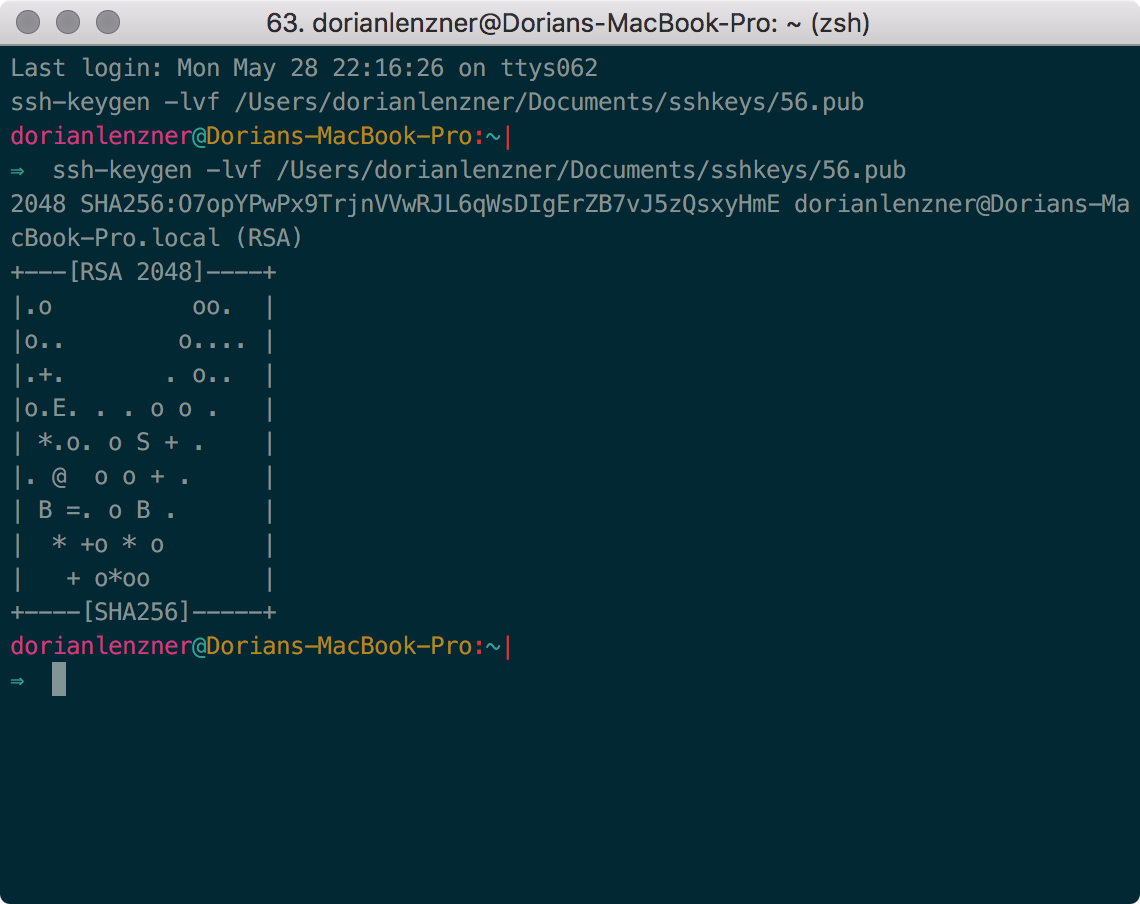 63. dorianlenzner@Dorians-MacBook-Pro: ~ (zsh)
Last login: Mon May 28 22:16:26 on ttys062
ssh-keygen -lvf /Users/dorianlenzner/Documents/sshkeys/56.pub
dorianlenzner@Dorians-MacBook-Pro:~|
⇒  ssh-keygen -lvf /Users/dorianlenzner/Documents/sshkeys/56.pub
2048 SHA256:O7opYPwPx9TrjnVVwRJL6qWsDIgErZB7vJ5zQsxyHmE dorianlenzner@Dorians-Ma
cBook-Pro.local (RSA)
+---[RSA 2048]----+
|.o          oo.  |
|o..        o.... |
|.+.       . o..  |
|o.E. . . o o .   |
| *.o. o S + .    |
|. @  o o + .     |
| B =. o B .      |
|  * +o * o       |
|   + o*oo        |
+----[SHA256]-----+
dorianlenzner@Dorians-MacBook-Pro:~|
⇒